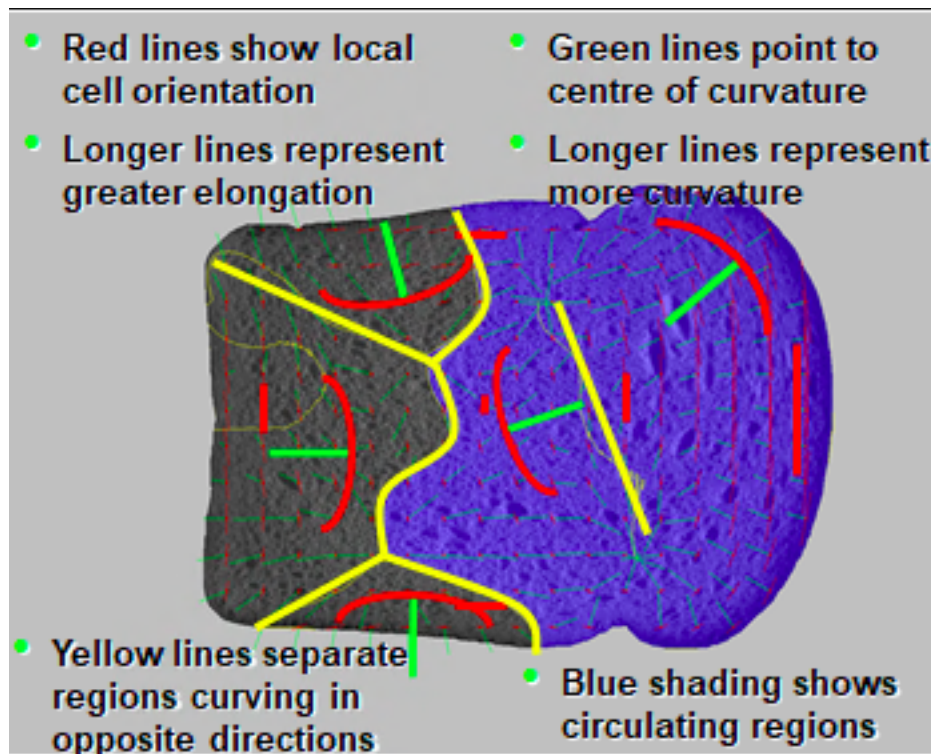 Red lines show local
cell orientation
Longer lines represent
greater elongation
Green lines point to
centre of curvature
Longer lines represent
more curvature
Yellow lines separate
regions curving in
opposite directions
Blue shading shows
circulating regions